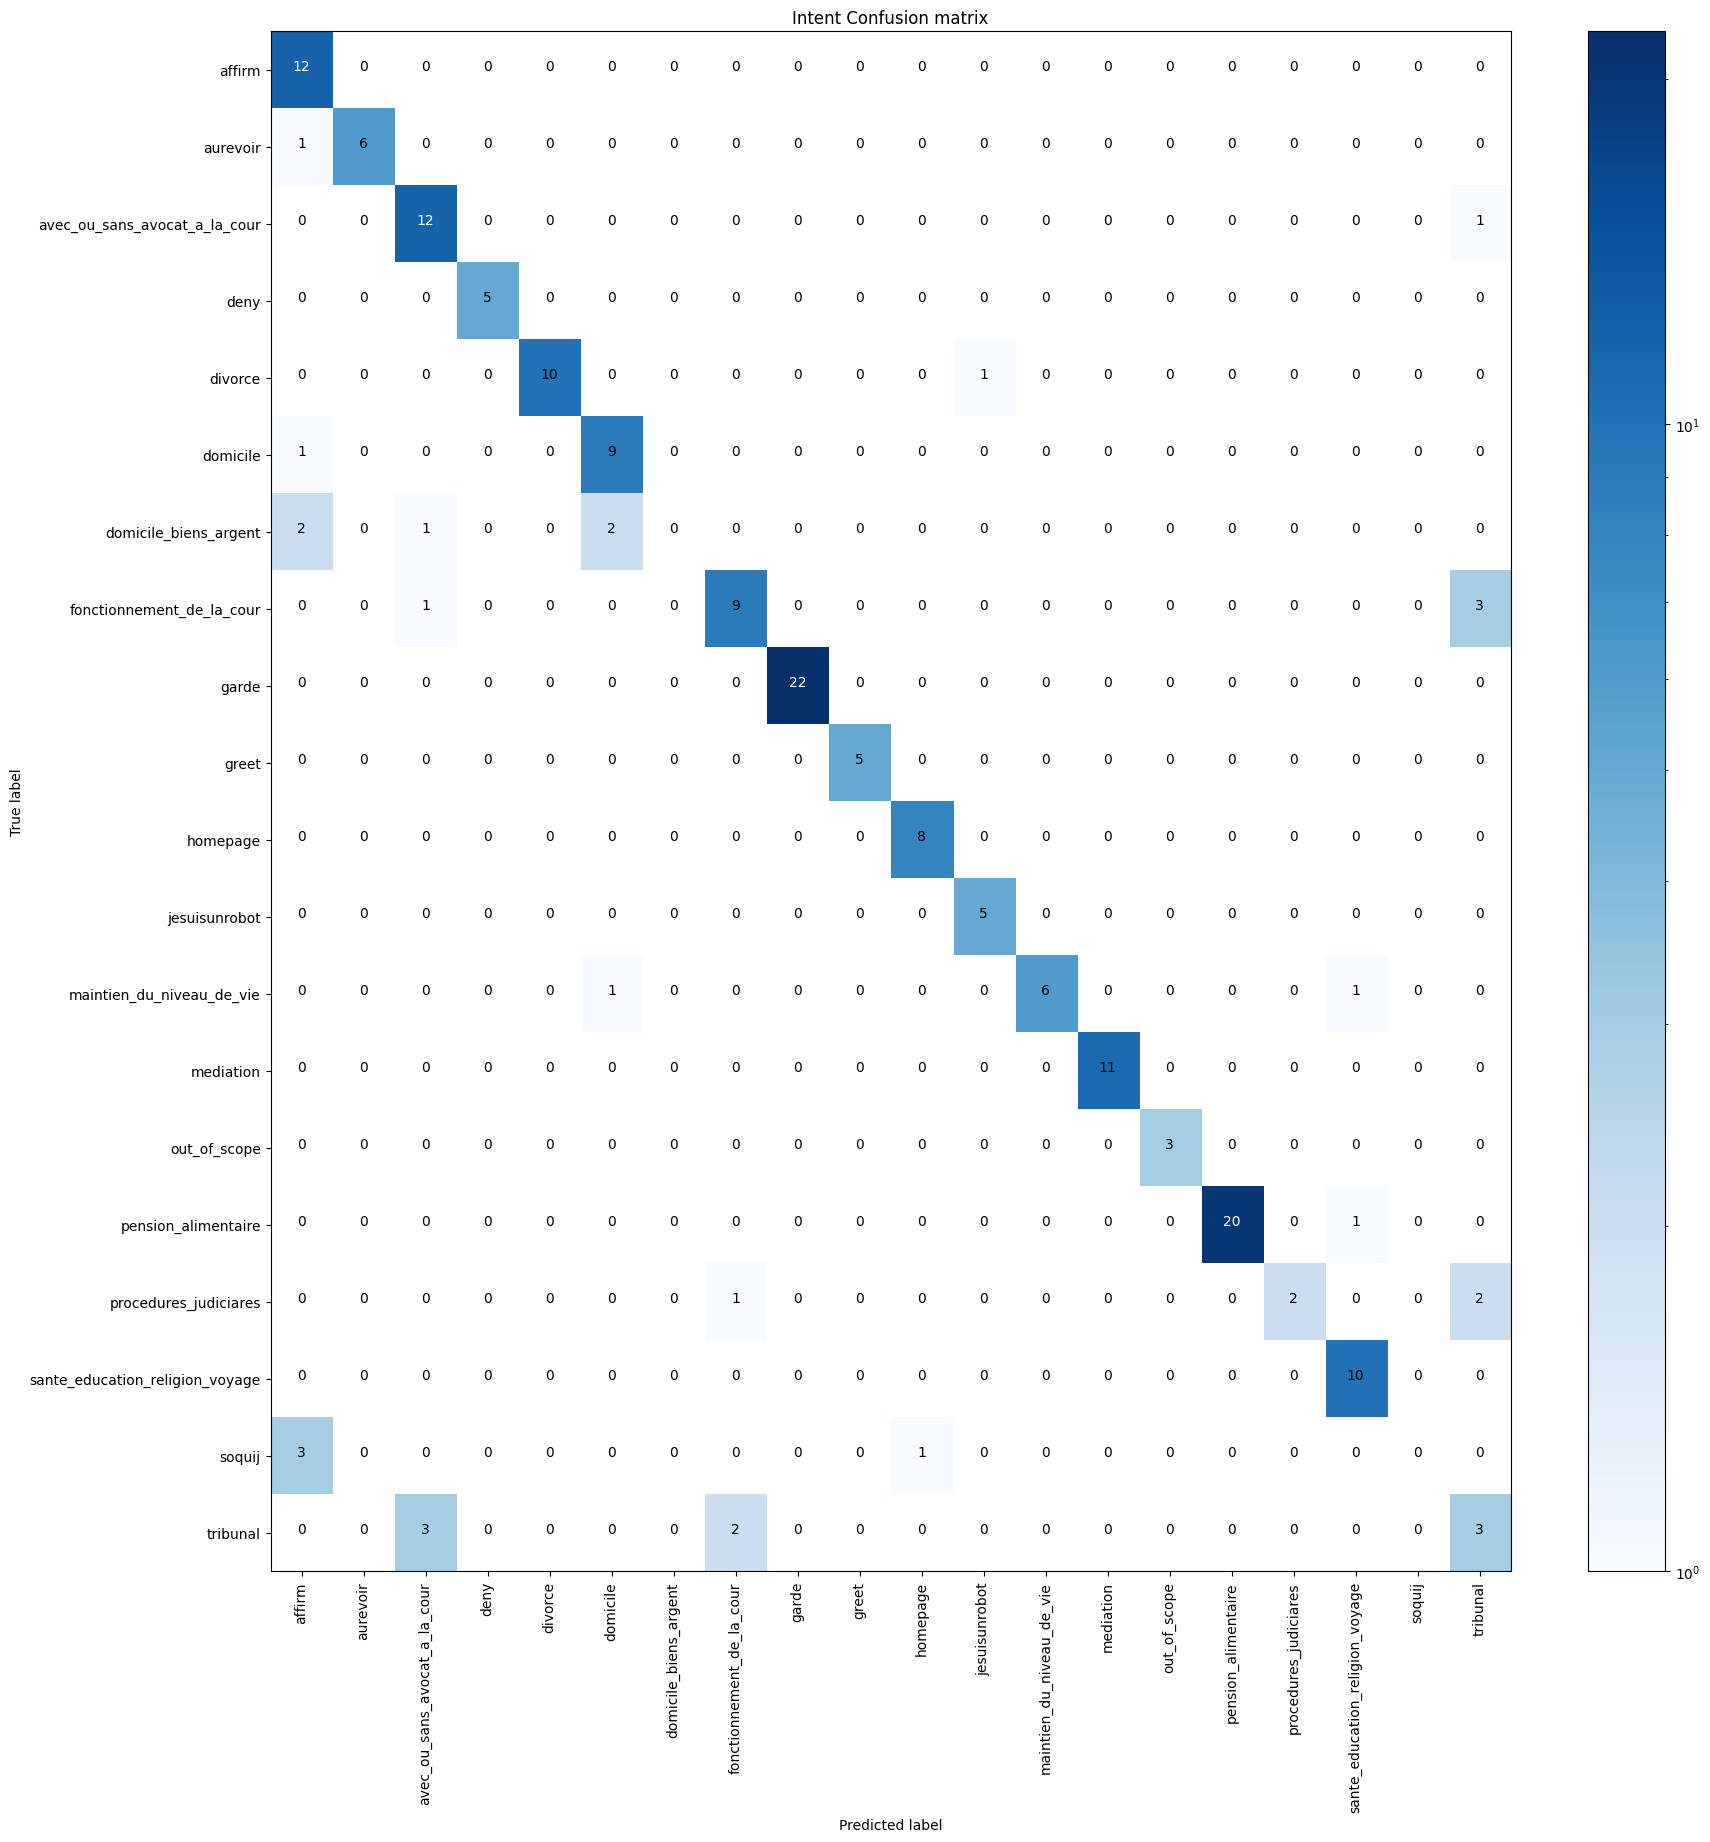 Intent Confusion matrix
affirm 12 0 0 0 0 0 0 0 0 0 0 0 0 0 0 0 0 0 0 0
aurevoir 1 6 0 0 0 0 0 0 0 0 0 0 0 0 0 0 0 0 0 0
avec_ou_sans_avocat_a_la_cour 0 0 12 0 0 0 0 0 0 0 0 0 0 0 0 0 0 0 0 1
deny 0 0 0 5 0 0 0 0 0 0 0 0 0 0 0 0 0 0 0 0
divorce 0 0 0 0 10 0 0 0 0 0 0 1 0 0 0 0 0 0 0 0
domicile 1 0 0 0 0 9 0 0 0 0 0 0 0 0 0 0 0 0 0 0
domicile_biens_argent 2 0 1 0 0 2 0 0 0 0 0 0 0 0 0 0 0 0 0 0
fonctionnement_de_la_cour 0 0 1 0 0 0 0 9 0 0 0 0 0 0 0 0 0 0 0 3
garde 0 0 0 0 0 0 0 0 22 0 0 0 0 0 0 0 0 0 0 0
greet 0 0 0 0 0 0 0 0 0 5 0 0 0 0 0 0 0 0 0 0
homepage 0 0 0 0 0 0 0 0 0 0 8 0 0 0 0 0 0 0 0 0
jesuisunrobot 0 0 0 0 0 0 0 0 0 0 0 5 0 0 0 0 0 0 0 0
maintien_du_niveau_de_vie 0 0 0 0 0 1 0 0 0 0 0 0 6 0 0 0 0 1 0 0
mediation 0 0 0 0 0 0 0 0 0 0 0 0 0 11 0 0 0 0 0 0
out_of_scope 0 0 0 0 0 0 0 0 0 0 0 0 0 0 3 0 0 0 0 0
pension_alimentaire 0 0 0 0 0 0 0 0 0 0 0 0 0 0 0 20 0 1 0 0
procedures_judiciares 0 0 0 0 0 0 0 1 0 0 0 0 0 0 0 0 2 0 0 2
sante_education_religion_voyage 0 0 0 0 0 0 0 0 0 0 0 0 0 0 0 0 0 10 0 0
soquij 3 0 0 0 0 0 0 0 0 0 1 0 0 0 0 0 0 0 0 0
tribunal 0 0 3 0 0 0 0 2 0 0 0 0 0 0 0 0 0 0 0 3
True label
affirm
aurevoir
avec_ou_sans_avocat_a_la_cour
deny
divorce
domicile
domicile_biens_argent
fonctionnement_de_la_cour
garde
greet
homepage
jesuisunrobot
maintien_du_niveau_de_vie
mediation
out_of_scope
pension_alimentaire
procedures_judiciares
sante_education_religion_voyage
soquij
tribunal
Predicted label
10¹
10⁰